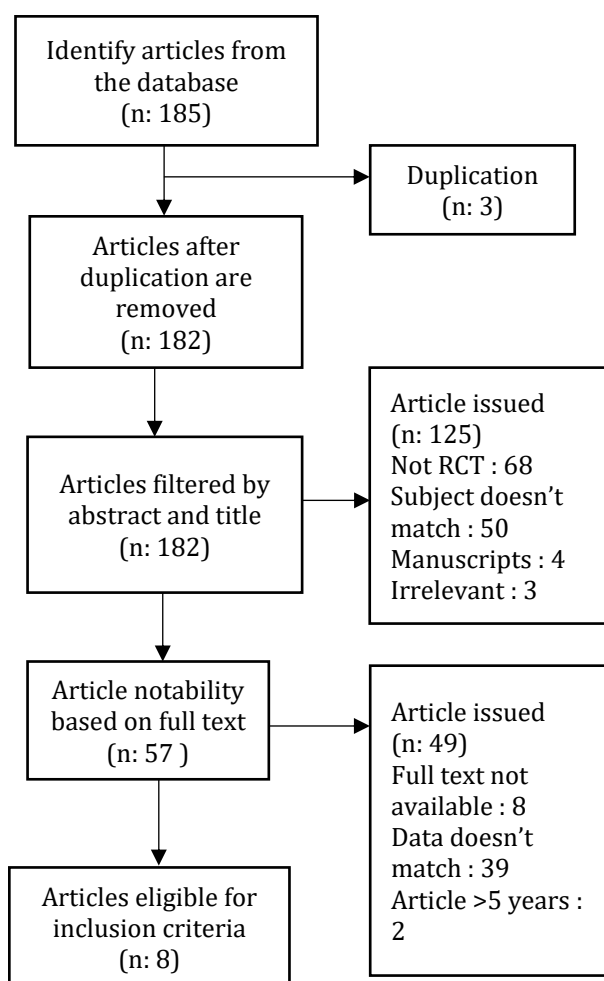 Identify articles from
the database
(n: 185)
Duplication
(n: 3)
Articles after
duplication are
removed
(n: 182)
Articles filtered by
abstract and title
(n: 182)
Article issued
(n: 125)
Not RCT : 68
Subject doesn’t
match : 50
Manuscripts : 4
Irrelevant : 3
Article notability
based on full text
(n: 57 )
Article issued
(n: 49)
Full text not
available : 8
Data doesn’t
match : 39
Article >5 years :
2
Articles eligible for
inclusion criteria
(n: 8)